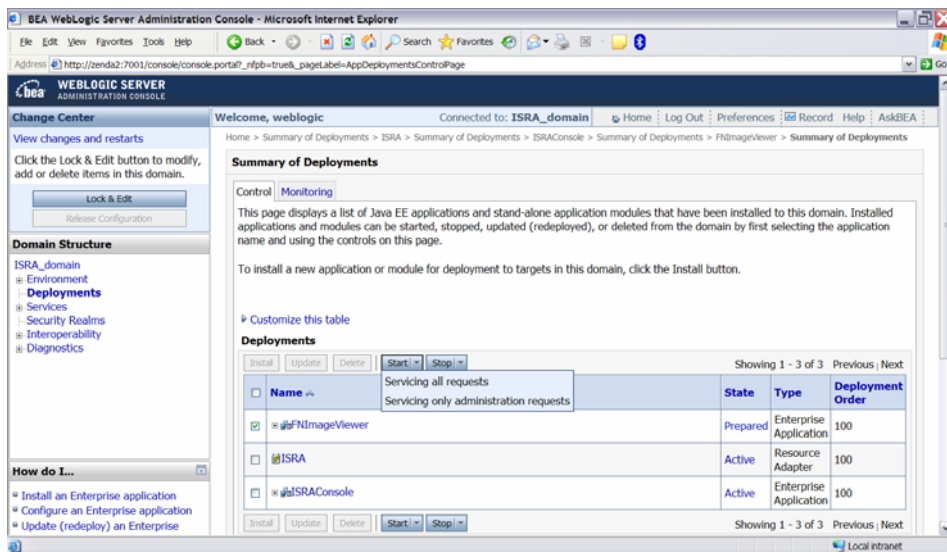 BEA WebLogic Server Administration Console - Microsoft Internet Explorer
File Edit View Favorites Tools Help
Back Search Favorites
Address http://zenda2:7001/console/console.portal?_nfpb=true&_pageLabel=AppDeploymentsControlPage Go
bea WEBLOGIC SERVER
ADMINISTRATION CONSOLE
Change Center
View changes and restarts
Click the Lock & Edit button to modify,
add or delete items in this domain.
Lock & Edit
Release Configuration
Domain Structure
ISRA_domain
Environment
Deployments
Services
Security Realms
Interoperability
Diagnostics
How do I...
Install an Enterprise application
Configure an Enterprise application
Update (redeploy) an Enterprise
Welcome, weblogic Connected to: ISRA_domain Home Log Out Preferences Record Help AskBEA
Home > Summary of Deployments > ISRA > Summary of Deployments > ISRAConsole > Summary of Deployments > FNImageViewer > Summary of Deployments
Summary of Deployments
Control Monitoring
This page displays a list of Java EE applications and stand-alone application modules that have been installed to this domain. Installed
applications and modules can be started, stopped, updated (redeployed), or deleted from the domain by first selecting the application
name and using the controls on this page.
To install a new application or module for deployment to targets in this domain, click the Install button.
Customize this table
Deployments
Install Update Delete Start Stop Showing 1 - 3 of 3 Previous | Next
Servicing all requests
Servicing only administration requests
Name State Type Deployment Order
FNImageViewer Prepared Enterprise Application 100
ISRA Active Resource Adapter 100
ISRAConsole Active Enterprise Application 100
Install Update Delete Start Stop Showing 1 - 3 of 3 Previous | Next
Local intranet